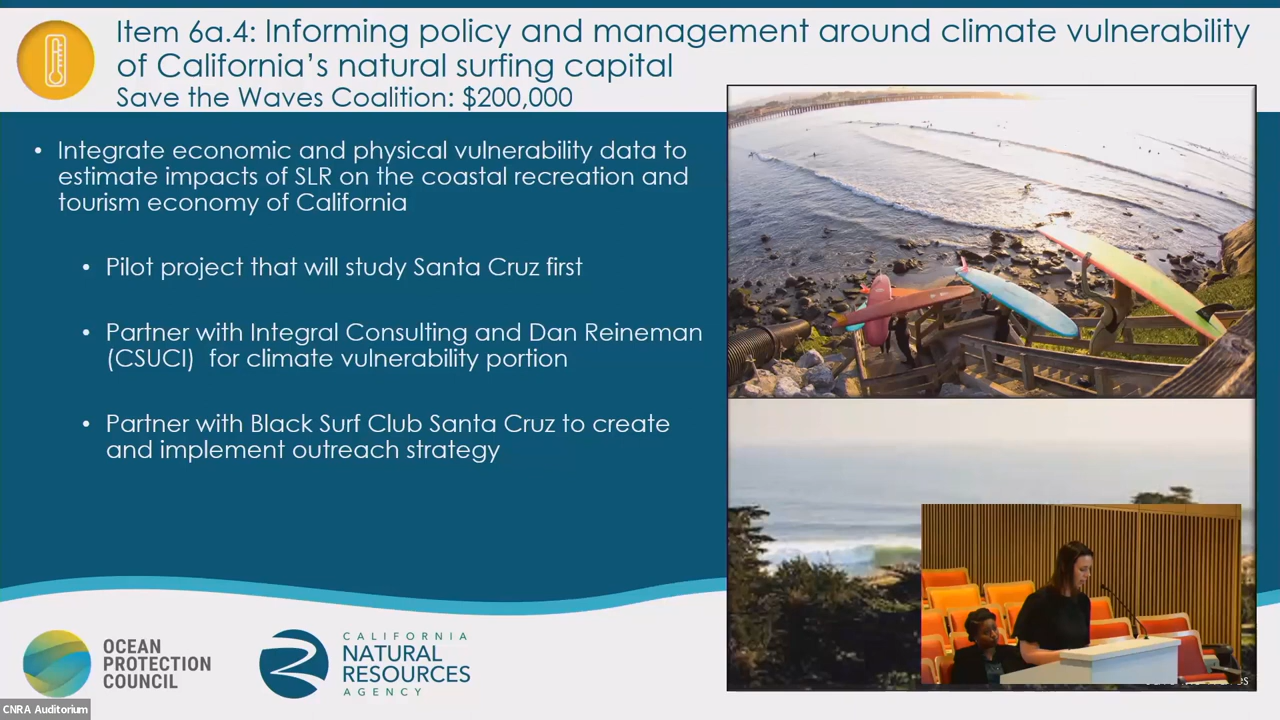 Item 6a.4: Informing policy and management around climate vulnerability
of California's natural surfing capital
Save the Waves Coalition: $200,000
• Integrate economic and physical vulnerability data to
estimate impacts of SLR on the coastal recreation and
tourism economy of California
• Pilot project that will study Santa Cruz first
• Partner with Integral Consulting and Dan Reineman
(CSUCI) for climate vulnerability portion
• Partner with Black Surf Club Santa Cruz to create
and implement outreach strategy
OCEAN
PROTECTION
COUNCIL
CALIFORNIA
NATURAL
RESOURCES
AGENCY
CNRA Auditorium